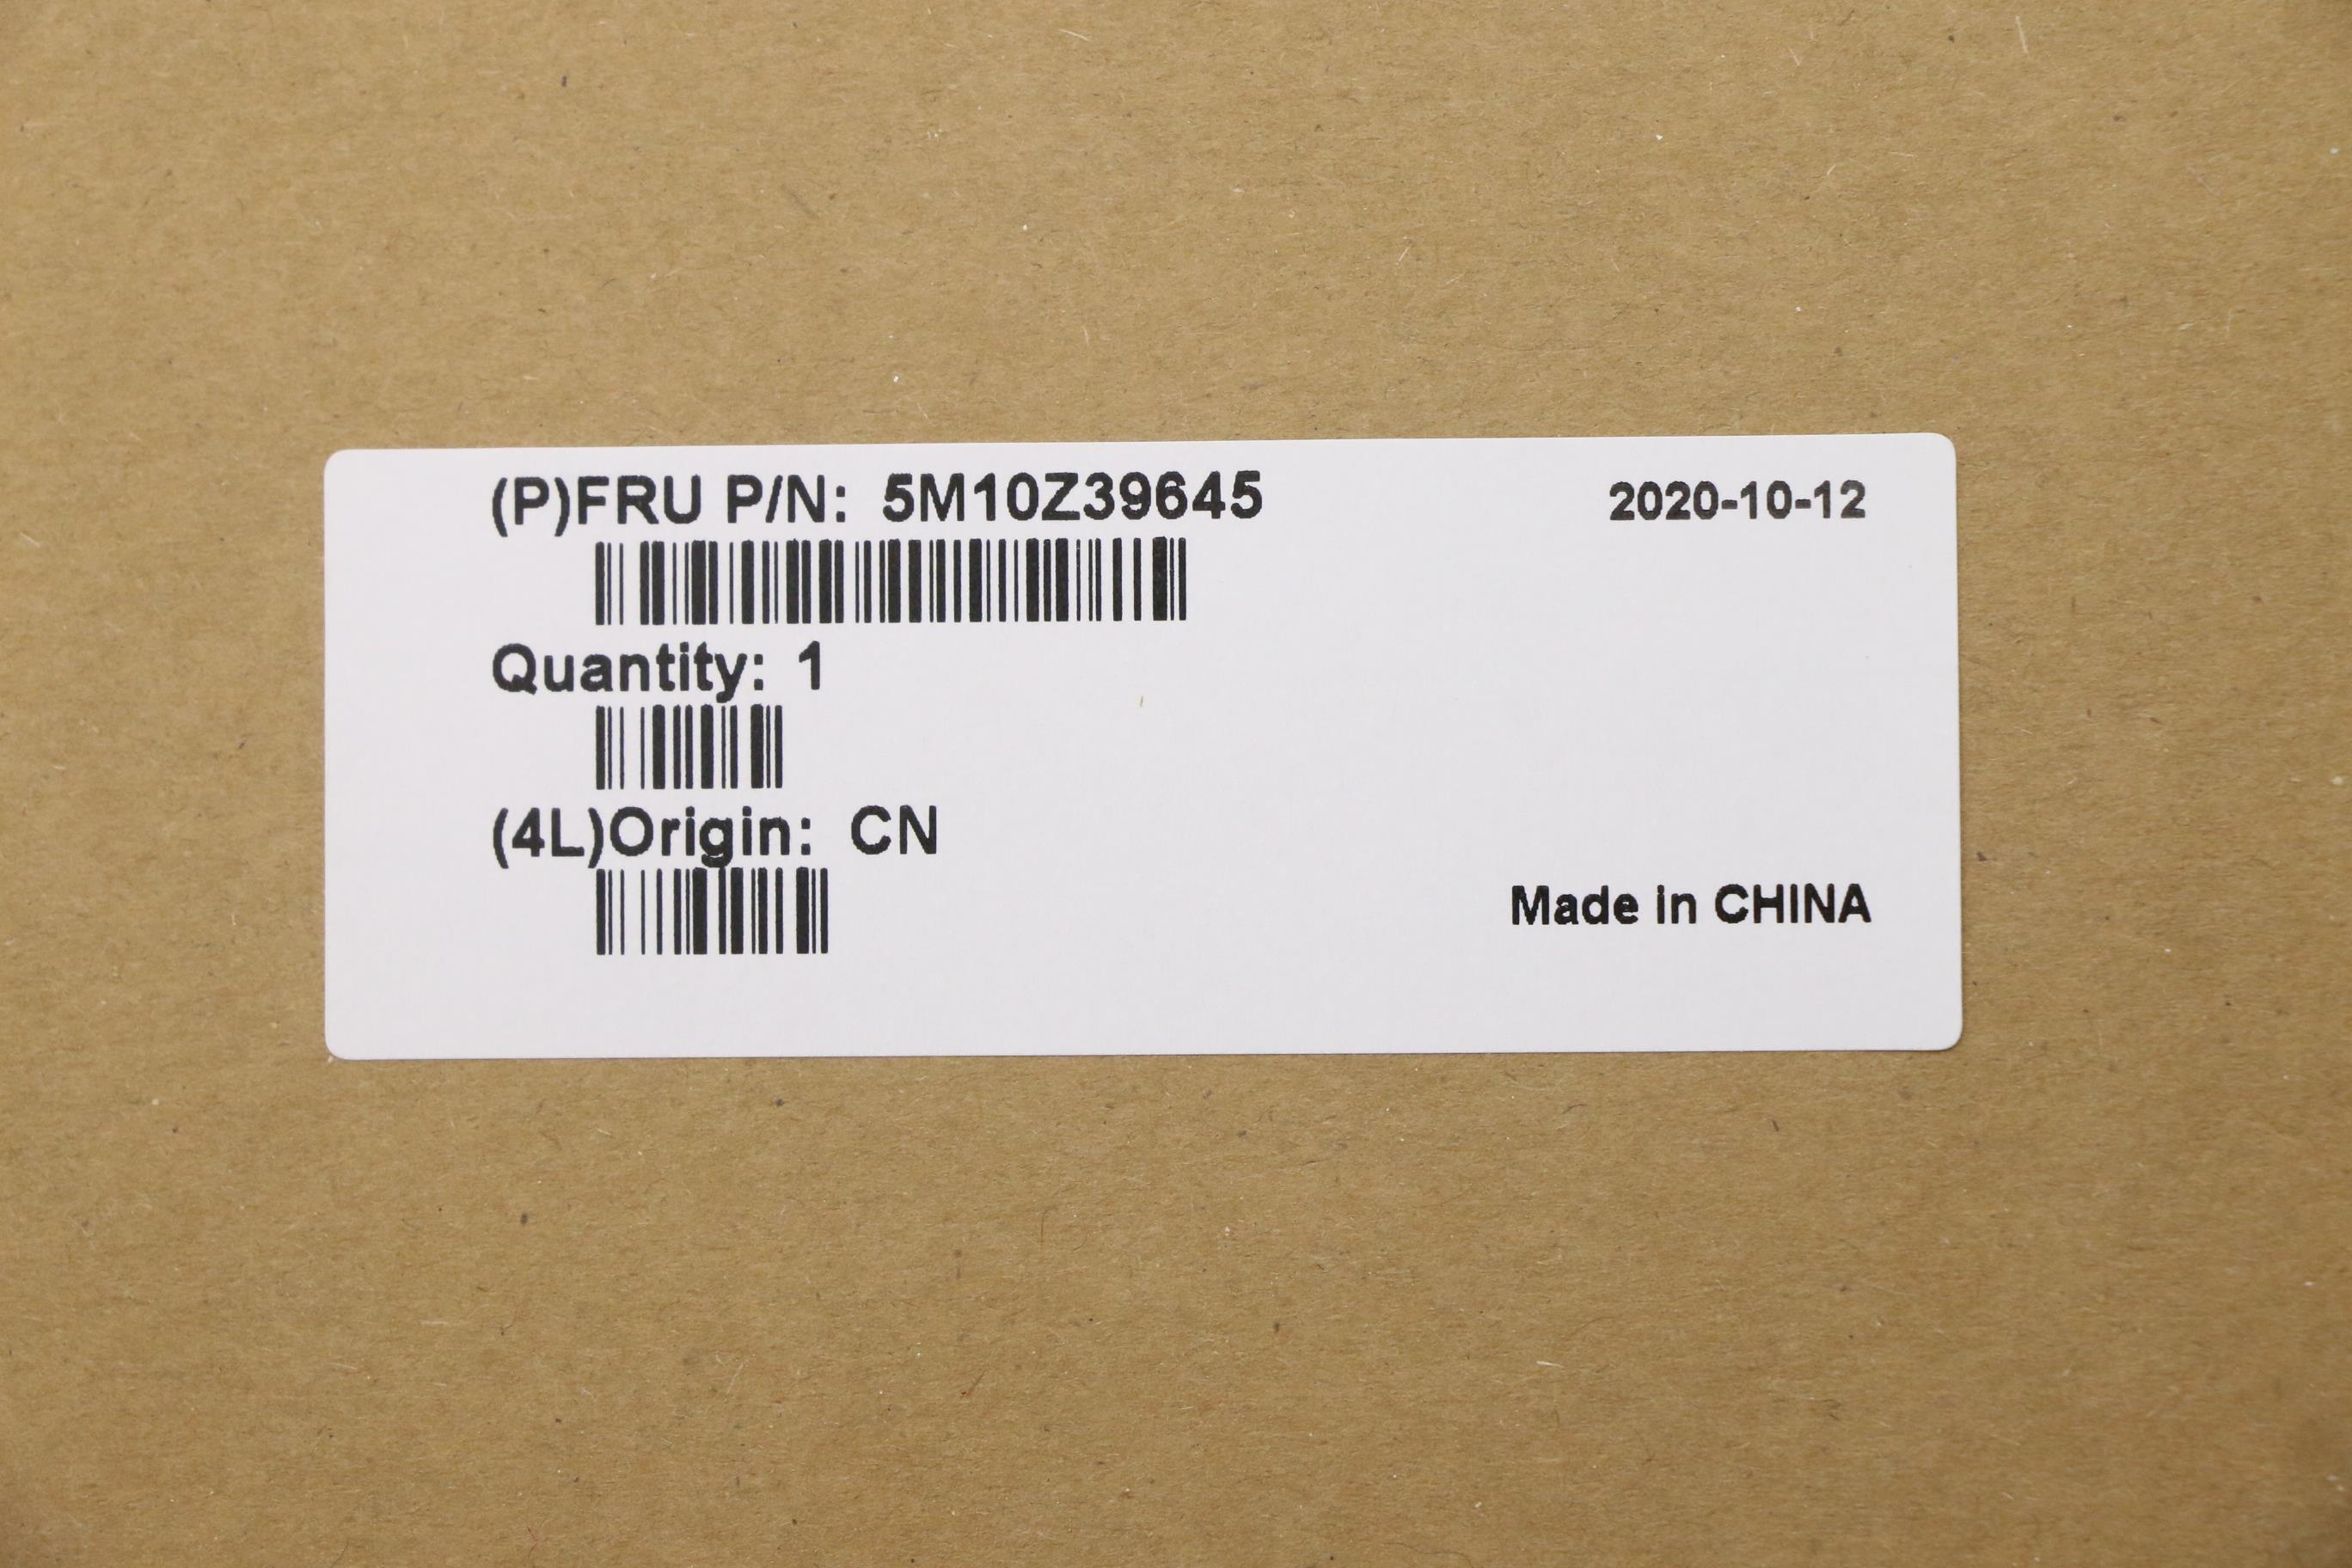 (P)FRU P/N: 5M10Z39645 2020-10-12
Quantity: 1
(4L)Origin: CN
Made in CHINA